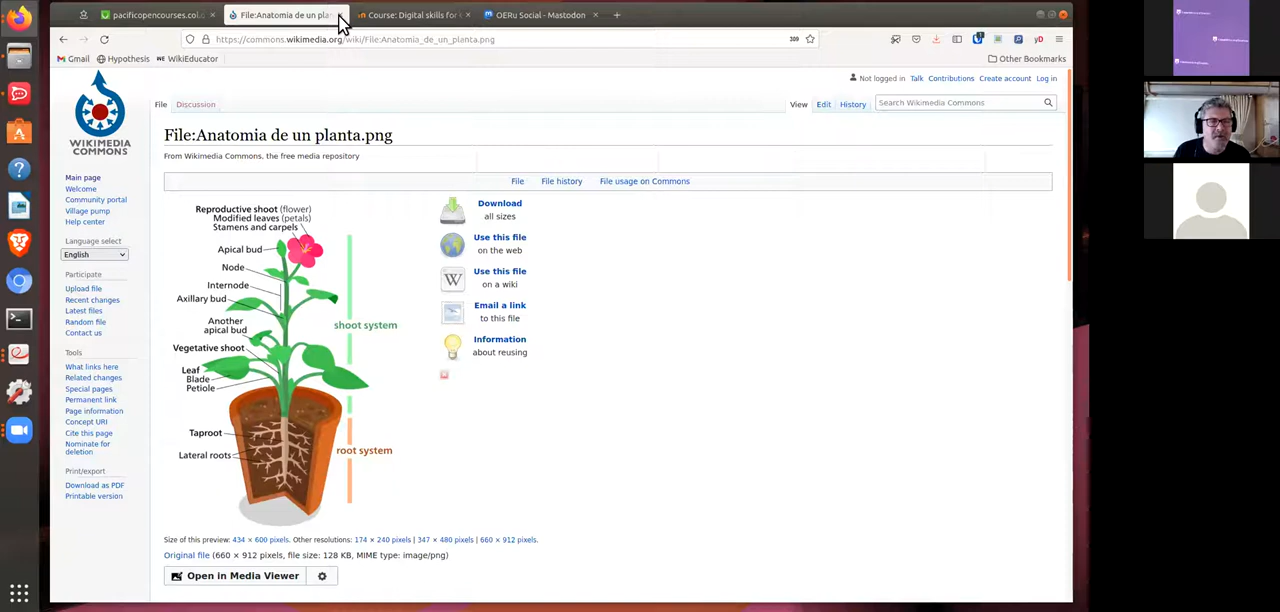 pacificopencourses.col.
File:Anatomia de un plan
Course: Digital skills for
OERu Social - Mastodon
https://commons.wikimedia.org/wiki/File:Anatomia_de_un_planta.png
309
yD
Gmail
Hypothesis
WikiEducator
Other Bookmarks
Not logged in Talk Contributions Create account Log in
File
Discussion
View
Edit
History
Search Wikimedia Commons
WIKIMEDIA
COMMONS
File:Anatomia de un planta.png
From Wikimedia Commons, the free media repository
Main page
Welcome
Community portal
Village pump
Help center
Language select
English
Participate
Upload file
Recent changes
Latest files
Random file
Contact us
Tools
What links here
Related changes
Special pages
Permanent link
Page information
Concept URI
Cite this page
Nominate for
deletion
Print/export
Download as PDF
Printable version
File
File history
File usage on Commons
Reproductive shoot (flower)
Modified leaves (petals)
Stamens and carpels
Apical bud
Node
Internode
Axillary bud
Another
apical bud
Vegetative shoot
Leaf
Blade
Petiole
Taproot
Lateral roots
shoot system
root system
Download
all sizes
Use this file
on the web
W
Use this file
on a wiki
Email a link
to this file
Information
about reusing
Size of this preview: 434 × 600 pixels. Other resolutions: 174 × 240 pixels | 347 × 480 pixels | 660 × 912 pixels.
Original file (660 × 912 pixels, file size: 128 KB, MIME type: image/png)
Open in Media Viewer